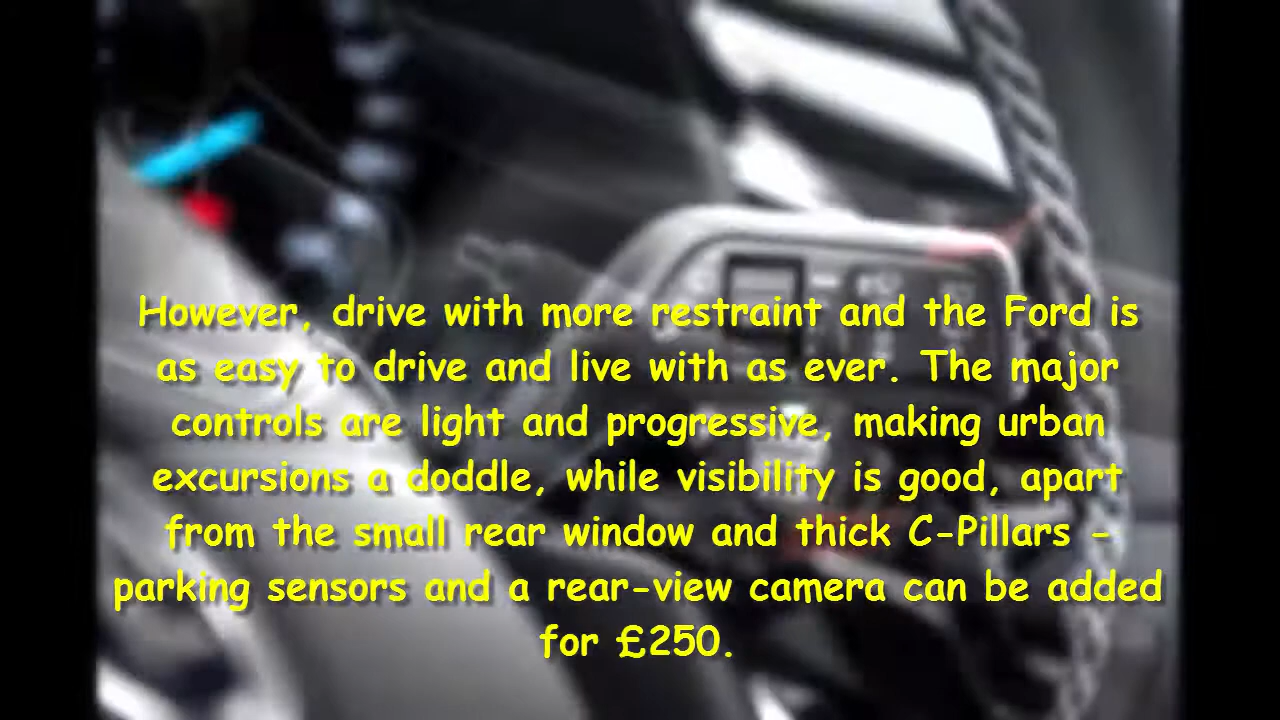 However, drive with more restraint and the Ford is
as easy to drive and live with as ever. The major
controls are light and progressive, making urban
excursions a doddle, while visibility is good, apart
from the small rear window and thick C-Pillars -
parking sensors and a rear-view camera can be added
for £250.